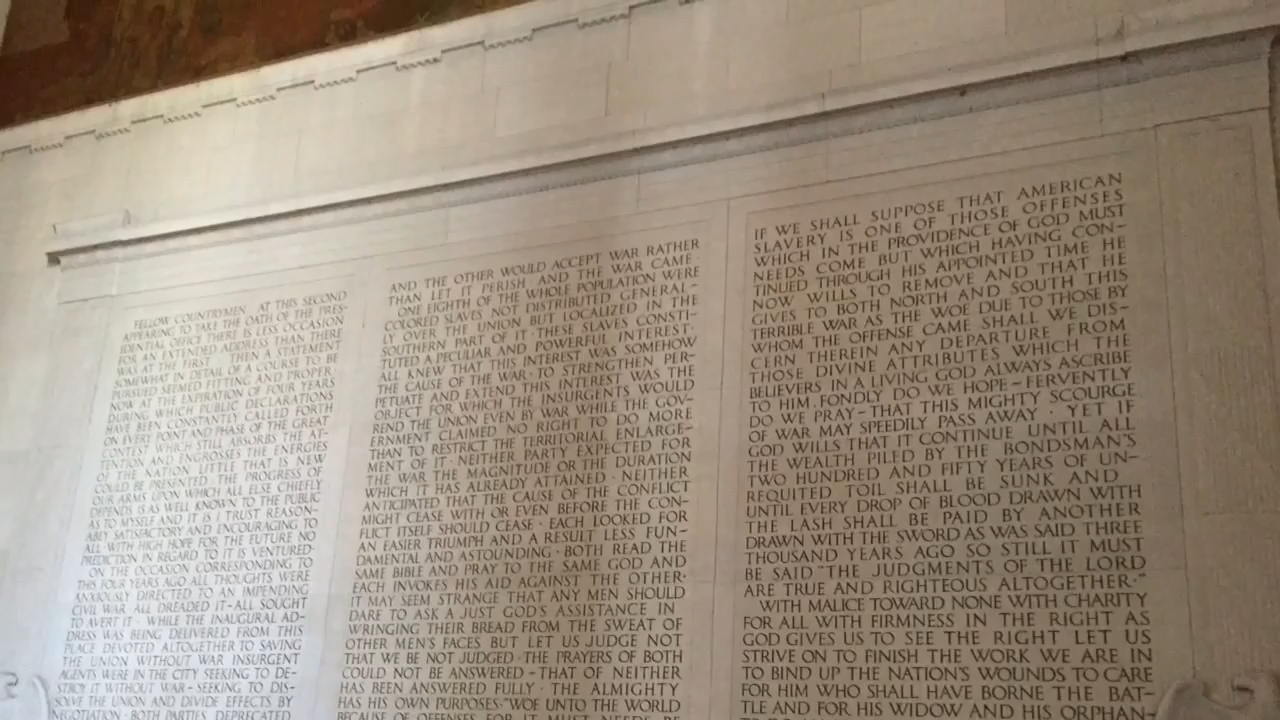 FELLOW COUNTRYMEN AT THIS SECOND
APPEARING TO TAKE THE OATH OF THE PRES-
IDENTIAL OFFICE THERE IS LESS OCCASION
FOR AN EXTENDED ADDRESS THAN THERE
WAS AT THE FIRST · THEN A STATEMENT
SOMEWHAT IN DETAIL OF A COURSE TO BE
PURSUED SEEMED FITTING AND PROPER·
NOW AT THE EXPIRATION OF FOUR YEARS
DURING WHICH PUBLIC DECLARATIONS
HAVE BEEN CONSTANTLY CALLED FORTH
ON EVERY POINT AND PHASE OF THE GREAT
CONTEST WHICH STILL ABSORBS THE AT-
TENTION AND ENGROSSES THE ENERGIES
OF THE NATION LITTLE THAT IS NEW
COULD BE PRESENTED· THE PROGRESS OF
OUR ARMS UPON WHICH ALL ELSE CHIEFLY
DEPENDS IS AS WELL KNOWN TO THE PUBLIC
AS TO MYSELF AND IT IS I TRUST REASON-
ABLY SATISFACTORY AND ENCOURAGING TO
ALL· WITH HIGH HOPE FOR THE FUTURE NO
PREDICTION IN REGARD TO IT IS VENTURED·
ON THE OCCASION CORRESPONDING TO
THIS FOUR YEARS AGO ALL THOUGHTS WERE
ANXIOUSLY DIRECTED TO AN IMPENDING
CIVIL WAR· ALL DREADED IT-ALL SOUGHT
TO AVERT IT · WHILE THE INAUGURAL AD-
DRESS WAS BEING DELIVERED FROM THIS
PLACE DEVOTED ALTOGETHER TO SAVING
THE UNION WITHOUT WAR INSURGENT
AGENTS WERE IN THE CITY SEEKING TO DE-
STROY IT WITHOUT WAR-SEEKING TO DIS-
SOLVE THE UNION AND DIVIDE EFFECTS BY
NEGOTIATION· BOTH PARTIES DEPRECATED
AND THE OTHER WOULD ACCEPT WAR RATHER
THAN LET IT PERISH AND THE WAR CAME·
ONE EIGHTH OF THE WHOLE POPULATION WERE
COLORED SLAVES NOT DISTRIBUTED GENERAL-
LY OVER THE UNION BUT LOCALIZED IN THE
SOUTHERN PART OF IT· THESE SLAVES CONSTI-
TUTED A PECULIAR AND POWERFUL INTEREST·
ALL KNEW THAT THIS INTEREST WAS SOMEHOW
THE CAUSE OF THE WAR· TO STRENGTHEN PER-
PETUATE AND EXTEND THIS INTEREST WAS THE
OBJECT FOR WHICH THE INSURGENTS WOULD
REND THE UNION EVEN BY WAR WHILE THE GOV-
ERNMENT CLAIMED NO RIGHT TO DO MORE
THAN TO RESTRICT THE TERRITORIAL ENLARGE-
MENT OF IT· NEITHER PARTY EXPECTED FOR
THE WAR THE MAGNITUDE OR THE DURATION
WHICH IT HAS ALREADY ATTAINED · NEITHER
ANTICIPATED THAT THE CAUSE OF THE CONFLICT
MIGHT CEASE WITH OR EVEN BEFORE THE CON-
FLICT ITSELF SHOULD CEASE · EACH LOOKED FOR
AN EASIER TRIUMPH AND A RESULT LESS FUN-
DAMENTAL AND ASTOUNDING · BOTH READ THE
SAME BIBLE AND PRAY TO THE SAME GOD AND
EACH INVOKES HIS AID AGAINST THE OTHER·
IT MAY SEEM STRANGE THAT ANY MEN SHOULD
DARE TO ASK A JUST GOD'S ASSISTANCE IN
WRINGING THEIR BREAD FROM THE SWEAT OF
OTHER MEN'S FACES BUT LET US JUDGE NOT
THAT WE BE NOT JUDGED · THE PRAYERS OF BOTH
COULD NOT BE ANSWERED - THAT OF NEITHER
HAS BEEN ANSWERED FULLY · THE ALMIGHTY
HAS HIS OWN PURPOSES· "WOE UNTO THE WORLD
BECAUSE OF OFFENSES FOR IT MUST NEEDS BE
IF WE SHALL SUPPOSE THAT AMERICAN
SLAVERY IS ONE OF THOSE OFFENSES
WHICH IN THE PROVIDENCE OF GOD MUST
NEEDS COME BUT WHICH HAVING CON-
TINUED THROUGH HIS APPOINTED TIME HE
NOW WILLS TO REMOVE AND THAT HE
GIVES TO BOTH NORTH AND SOUTH THIS
TERRIBLE WAR AS THE WOE DUE TO THOSE BY
WHOM THE OFFENSE CAME SHALL WE DIS-
CERN THEREIN ANY DEPARTURE FROM
THOSE DIVINE ATTRIBUTES WHICH THE
BELIEVERS IN A LIVING GOD ALWAYS ASCRIBE
TO HIM· FONDLY DO WE HOPE-FERVENTLY
DO WE PRAY-THAT THIS MIGHTY SCOURGE
OF WAR MAY SPEEDILY PASS AWAY · YET IF
GOD WILLS THAT IT CONTINUE UNTIL ALL
THE WEALTH PILED BY THE BONDSMAN'S
TWO HUNDRED AND FIFTY YEARS OF UN-
REQUITED TOIL SHALL BE SUNK AND
UNTIL EVERY DROP OF BLOOD DRAWN WITH
THE LASH SHALL BE PAID BY ANOTHER
DRAWN WITH THE SWORD AS WAS SAID THREE
THOUSAND YEARS AGO SO STILL IT MUST
BE SAID "THE JUDGMENTS OF THE LORD
ARE TRUE AND RIGHTEOUS ALTOGETHER·"
WITH MALICE TOWARD NONE WITH CHARITY
FOR ALL WITH FIRMNESS IN THE RIGHT AS
GOD GIVES US TO SEE THE RIGHT LET US
STRIVE ON TO FINISH THE WORK WE ARE IN
TO BIND UP THE NATION'S WOUNDS TO CARE
FOR HIM WHO SHALL HAVE BORNE THE BAT-
TLE AND FOR HIS WIDOW AND HIS ORPHAN-